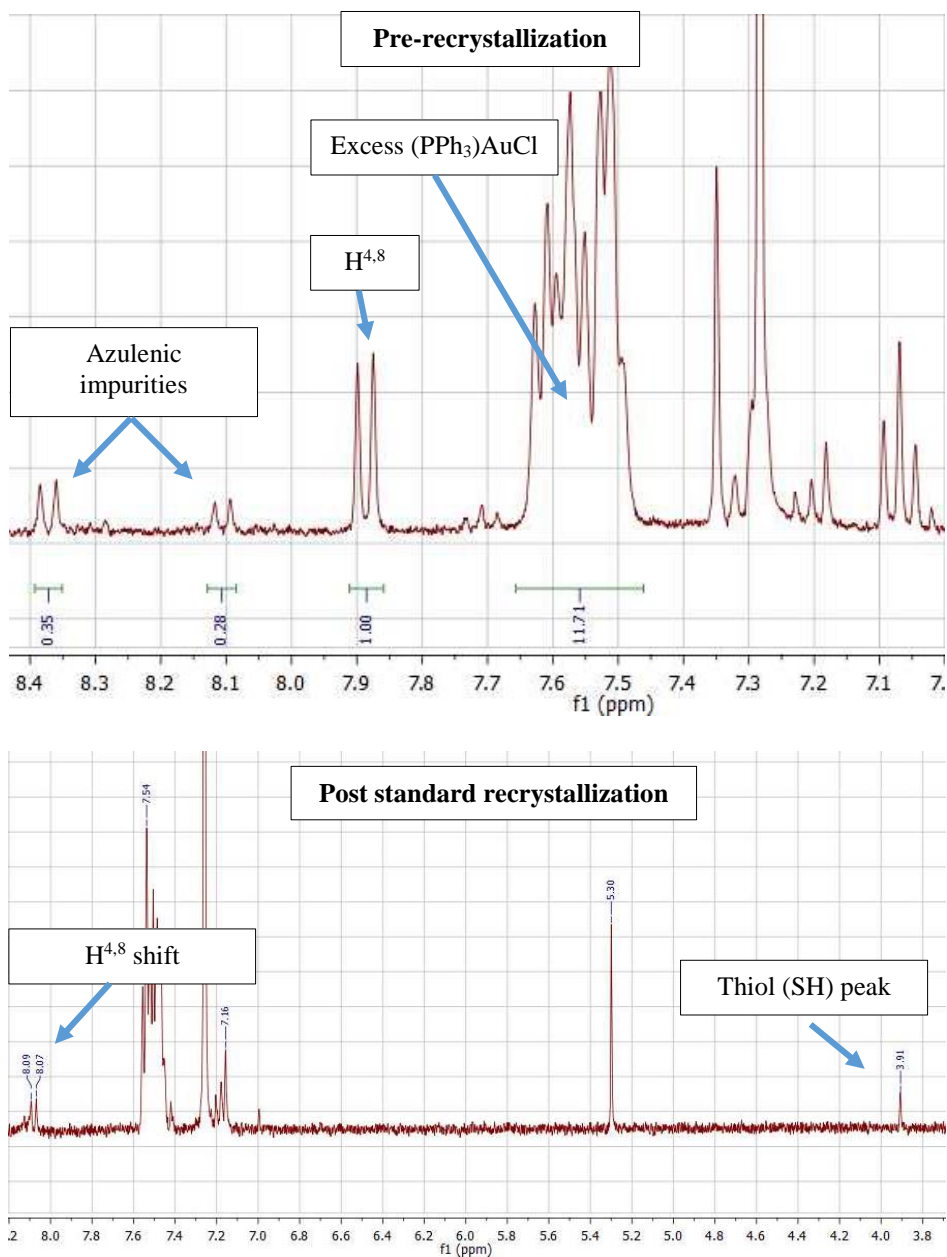 Pre-recrystallization
Excess (PPh₃)AuCl
H⁴,⁸
Azulenic
impurities
0.35
0.28
1.00
11.71
8.4 8.3 8.2 8.1 8.0 7.9 7.8 7.7 7.6 7.5 7.4 7.3 7.2 7.1 7.
f1 (ppm)
Post standard recrystallization
7.54
5.30
H⁴,⁸ shift
Thiol (SH) peak
7.16
8.09
8.07
3.91
.2 8.0 7.8 7.6 7.4 7.2 7.0 6.8 6.6 6.4 6.2 6.0 5.8 5.6 5.4 5.2 5.0 4.8 4.6 4.4 4.2 4.0 3.8
f1 (ppm)